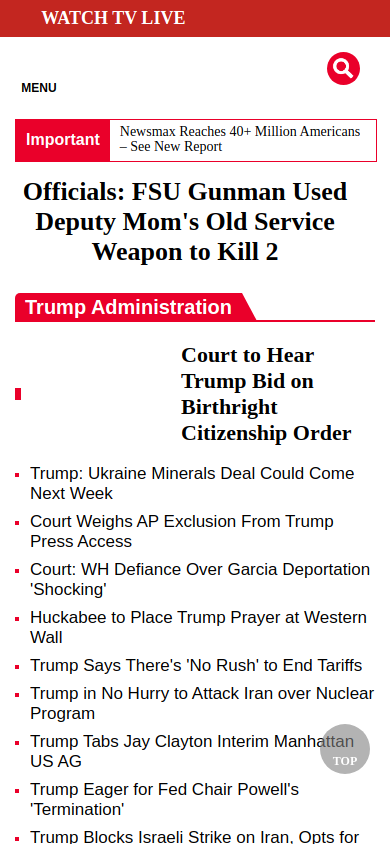 WATCH TV LIVE
MENU
Important
Newsmax Reaches 40+ Million Americans
– See New Report
Officials: FSU Gunman Used
Deputy Mom's Old Service
Weapon to Kill 2
Trump Administration
Court to Hear
Trump Bid on
Birthright
Citizenship Order
Trump: Ukraine Minerals Deal Could Come
Next Week
Court Weighs AP Exclusion From Trump
Press Access
Court: WH Defiance Over Garcia Deportation
'Shocking'
Huckabee to Place Trump Prayer at Western
Wall
Trump Says There's 'No Rush' to End Tariffs
Trump in No Hurry to Attack Iran over Nuclear
Program
Trump Tabs Jay Clayton Interim Manhattan
US AG
TOP
Trump Eager for Fed Chair Powell's
'Termination'
Trump Blocks Israeli Strike on Iran, Opts for